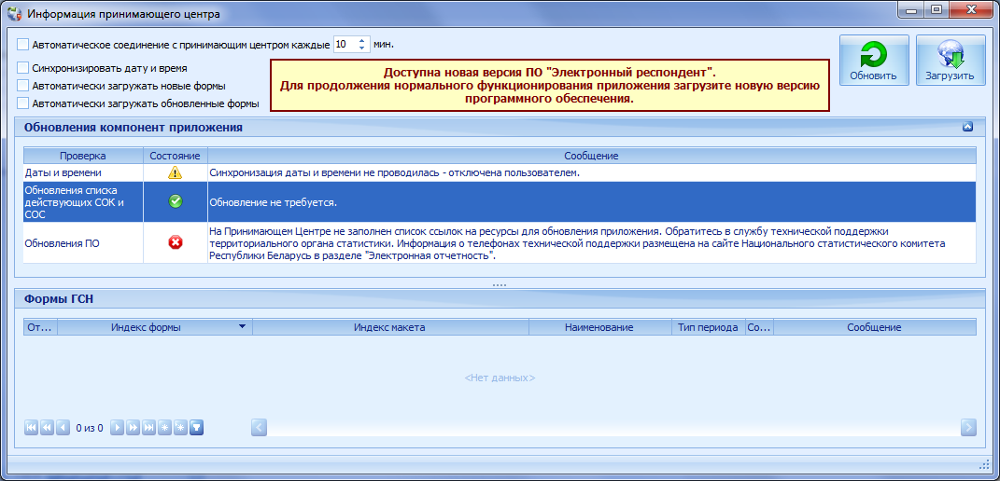 Информация принимающего центра
Автоматическое соединение с принимающим центром каждые 10 мин.
Синхронизировать дату и время
Автоматически загружать новые формы
Автоматически загружать обновленные формы
Доступна новая версия ПО "Электронный респондент".
Для продолжения нормального функционирования приложения загрузите новую версию
программного обеспечения.
Обновить
Загрузить
Обновления компонент приложения
Проверка Состояние Сообщение
Даты и времени Синхронизация даты и времени не проводилась - отключена пользователем.
Обновления списка
действующих СОК и
СОС
Обновление не требуется.
Обновления ПО
На Принимающем Центре не заполнен список ссылок на ресурсы для обновления приложения. Обратитесь в службу технической поддержки
территориального органа статистики. Информация о телефонах технической поддержки размещена на сайте Национального статистического комитета
Республики Беларусь в разделе "Электронная отчетность".
Формы ГСН
От... Индекс формы Индекс макета Наименование Тип периода Со... Сообщение
<Нет данных>
0 из 0